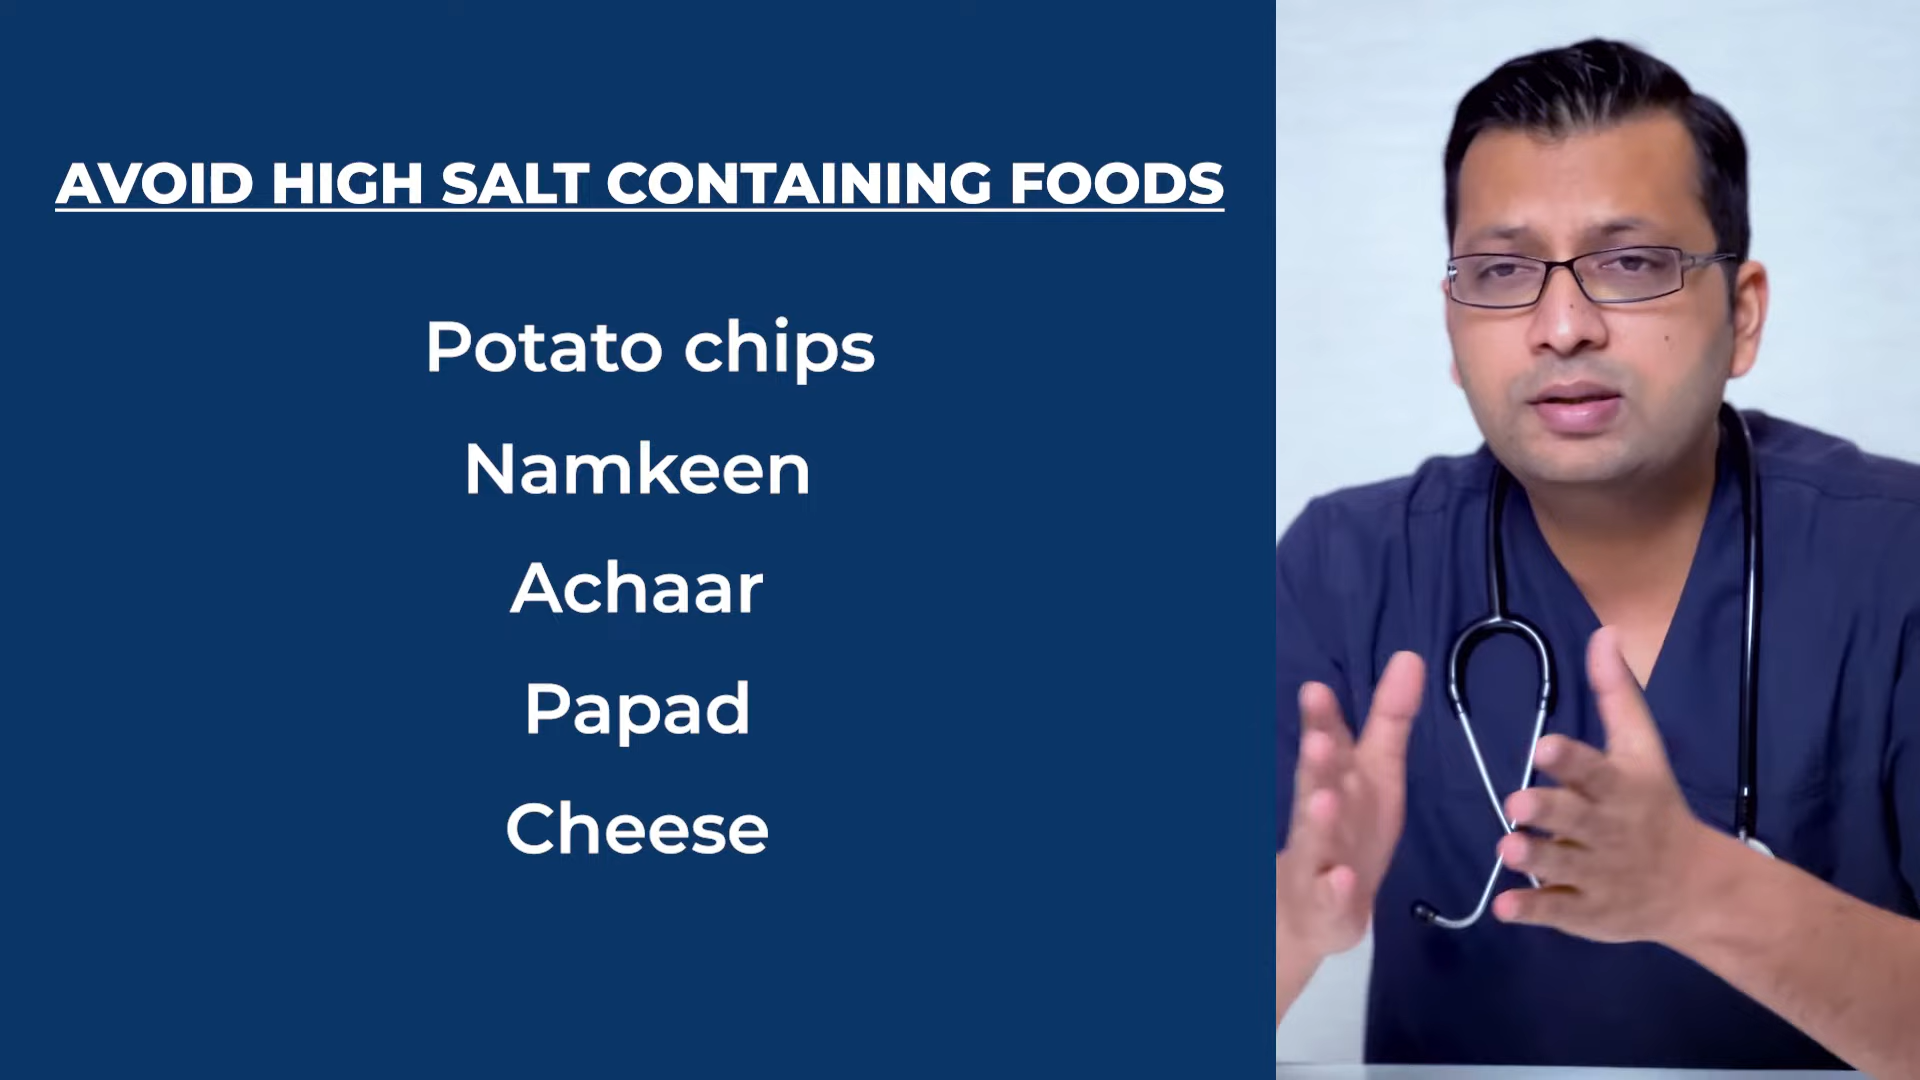 AVOID HIGH SALT CONTAINING FOODS
Potato chips
Namkeen
Achaar
Papad
Cheese